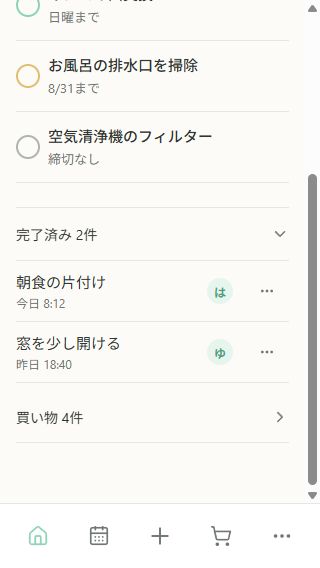 日曜まで
お風呂の排水口を掃除
8/31まで
空気清浄機のフィルター
締切なし
完了済み 2件
朝食の片付け
今日 8:12
は
窓を少し開ける
昨日 18:40
ゆ
買い物 4件